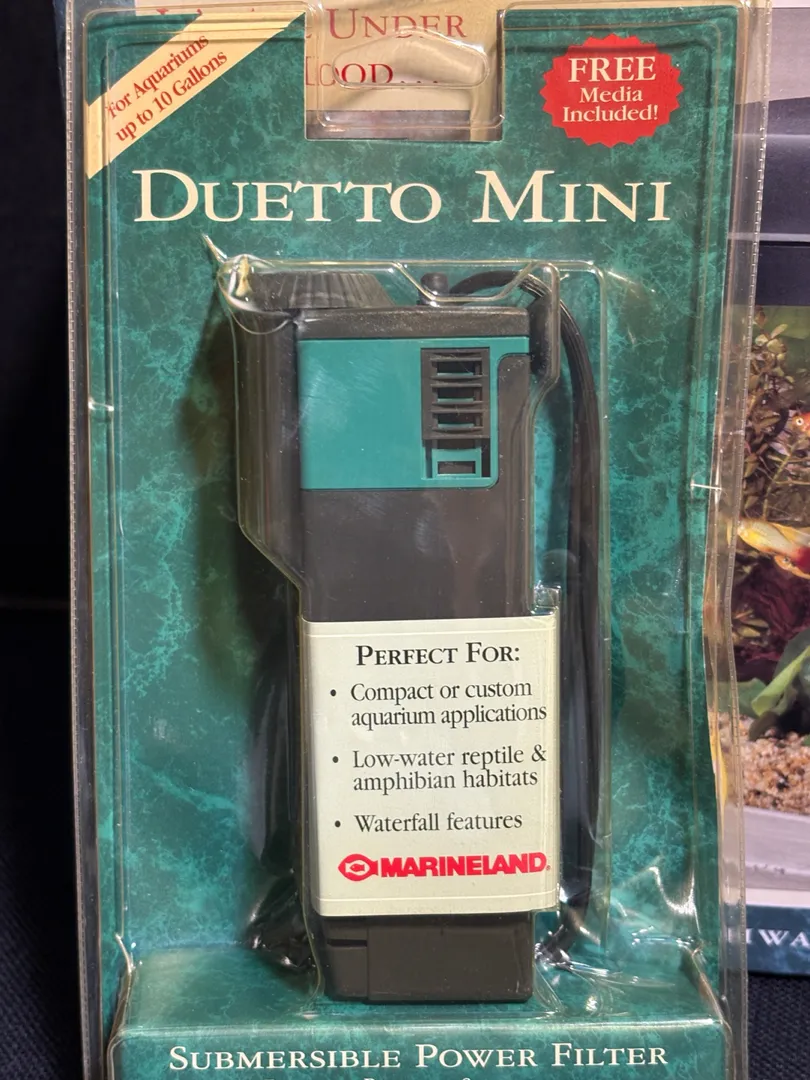 UNDER
for Aquariums
up to 10 Gallons
FREE
Media
Included!
DUETTO MINI
PERFECT FOR:
• Compact or custom
aquarium applications
• Low-water reptile &
amphibian habitats
• Waterfall features
MARINELAND®
SUBMERSIBLE POWER FILTER